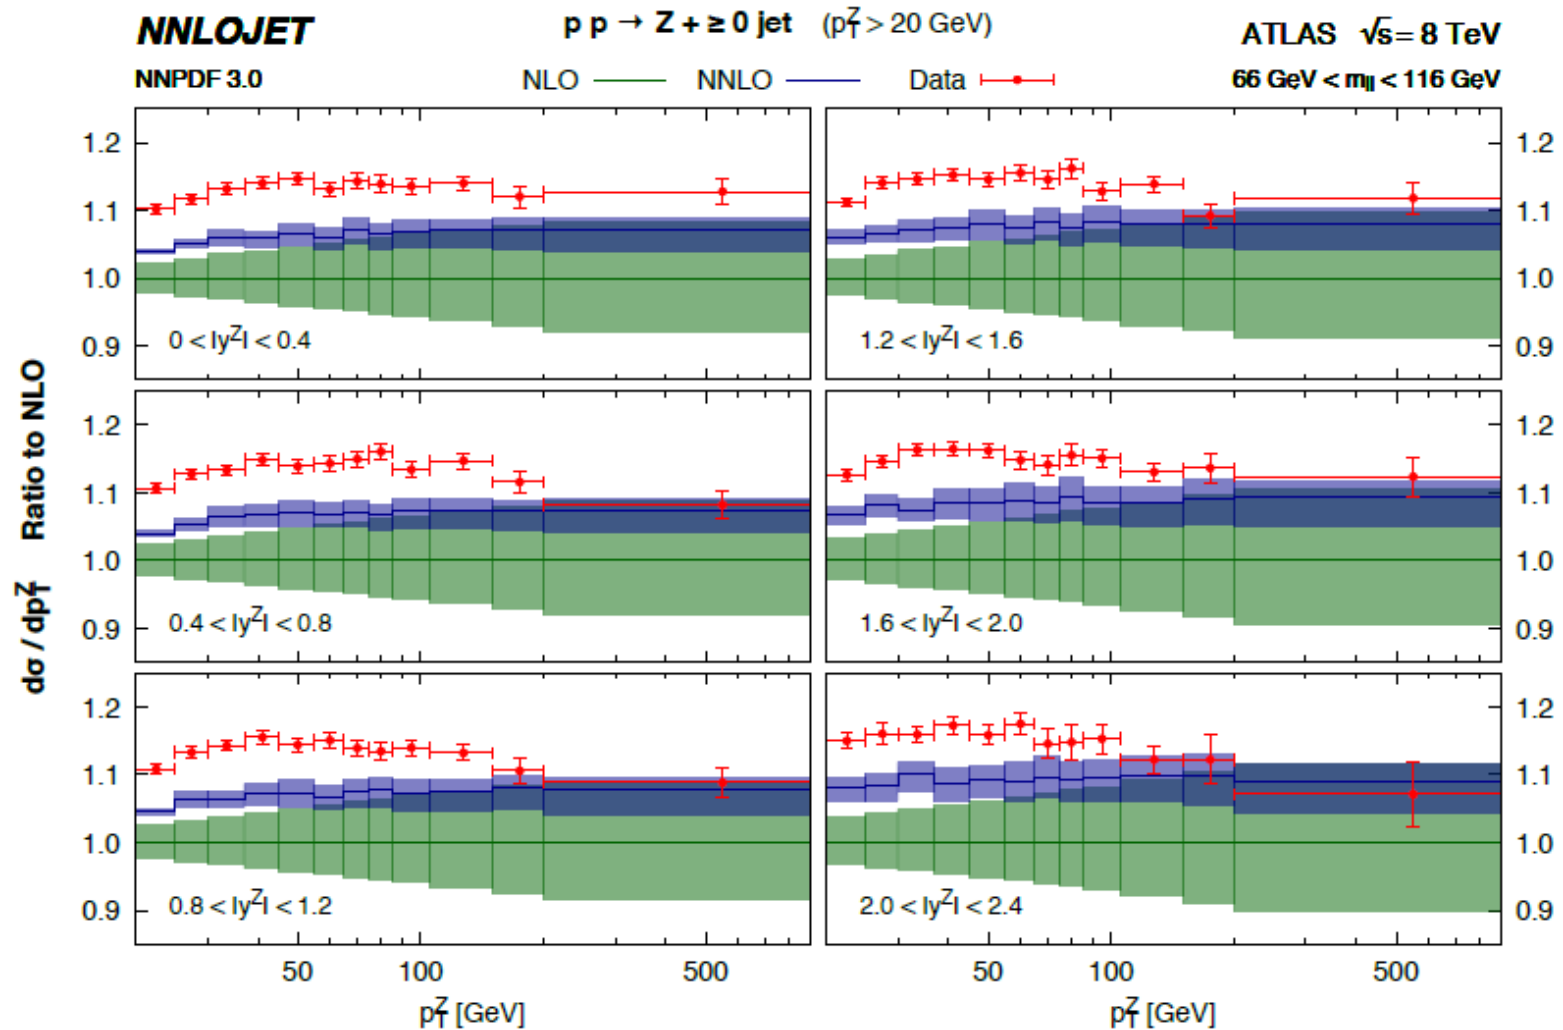 NNLOJET p p → Z + ≥ 0 jet (p_T^Z > 20 GeV) ATLAS √s = 8 TeV
NNPDF 3.0 NLO NNLO Data 66 GeV < m_ll < 116 GeV
dσ / dp_T^Z Ratio to NLO
1.2 1.2
1.1 1.1
1.0 1.0
0.9 0 < |y^Z| < 0.4 1.2 < |y^Z| < 1.6 0.9
1.2 1.2
1.1 1.1
1.0 1.0
0.9 0.4 < |y^Z| < 0.8 1.6 < |y^Z| < 2.0 0.9
1.2 1.2
1.1 1.1
1.0 1.0
0.9 0.8 < |y^Z| < 1.2 2.0 < |y^Z| < 2.4 0.9
50 100 500 50 100 500
p_T^Z [GeV] p_T^Z [GeV]